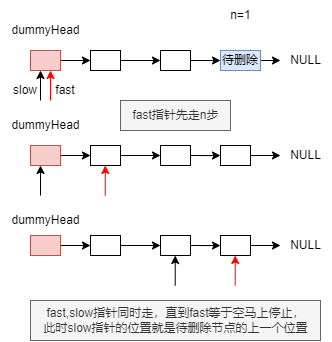 n=1
dummyHead
待删除
NULL
slow
fast
fast指针先走n步
dummyHead
NULL
dummyHead
NULL
fast,slow指针同时走，直到fast等于空马上停止，
此时slow指针的位置就是待删除节点的上一个位置